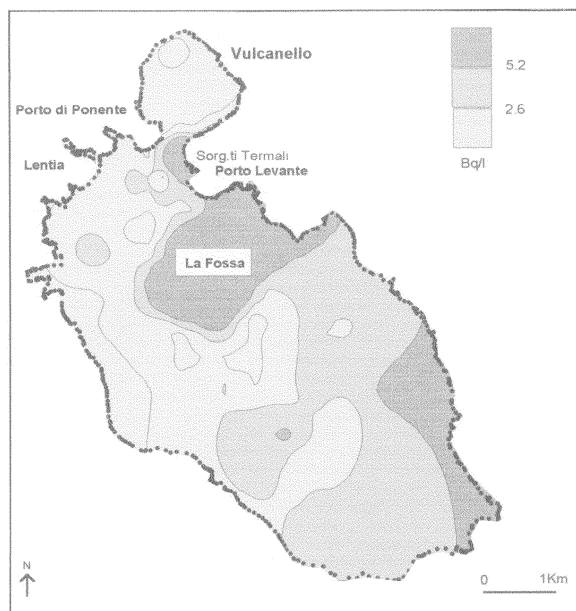 Vulcanello
5.2
Porto di Ponente
2.6
Lentia
Sorg.ti Termali
Bq/l
Porto Levante
La Fossa
N
0 1Km